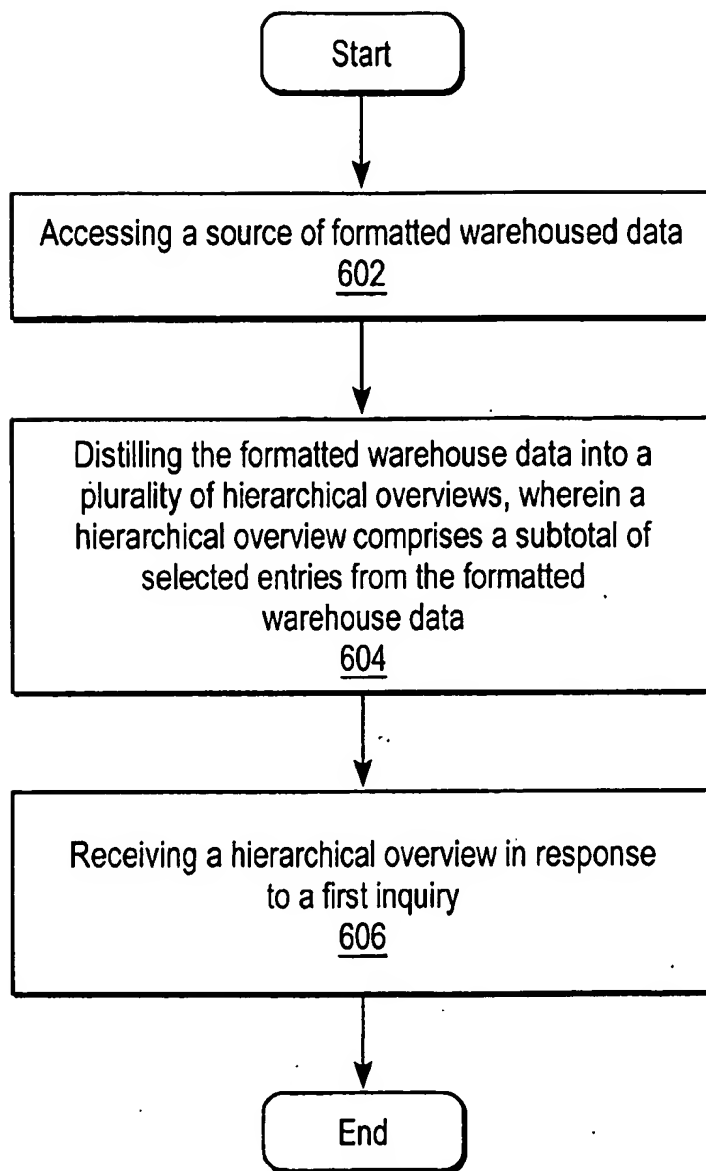 Start
Accessing a source of formatted warehoused data
602
Distilling the formatted warehouse data into a
plurality of hierarchical overviews, wherein a
hierarchical overview comprises a subtotal of
selected entries from the formatted
warehouse data
604
Receiving a hierarchical overview in response
to a first inquiry
606
End